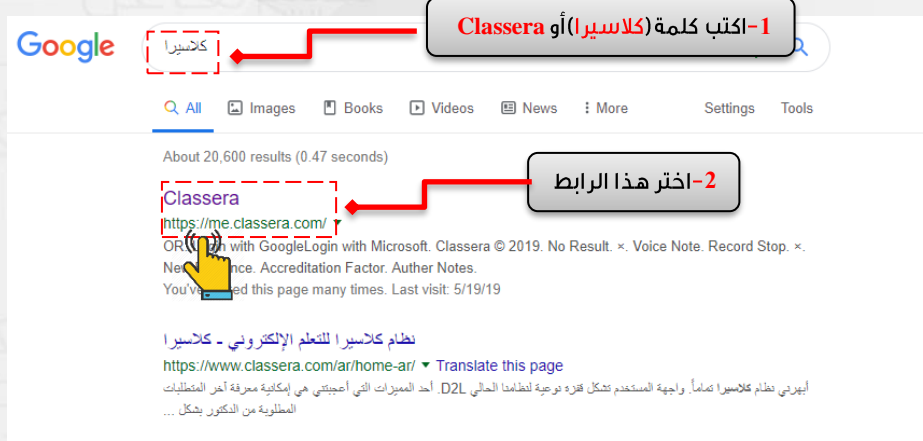 1-اكتب كلمة (كلاسيرا) أو Classera
Google
كلاسيرا
All Images Books Videos News More Settings Tools
About 20,600 results (0.47 seconds)
2-اختر هذا الرابط
Classera
https://me.classera.com/
OR with GoogleLogin with Microsoft. Classera © 2019. No Result. ×. Voice Note. Record Stop. ×.
Accreditation Factor. Auther Notes.
this page many times. Last visit: 5/19/19
نظام كلاسيرا للتعلم الإلكتروني - كلاسيرا
https://www.classera.com/ar/home-ar/ ▾ Translate this page
أبهرني نظام كلاسيرا تماماً. واجهة المستخدم تشكل قفزة نوعية لنظامنا الحالي D2L. أحد المميزات التي أعجبتني هي إمكانية معرفة آخر المتطلبات
المطلوبة من الدكتور بشكل ...